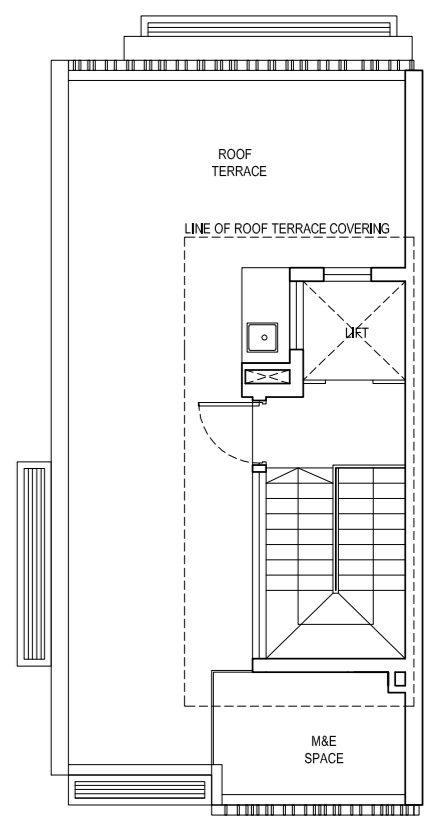 ROOF
TERRACE
LINE OF ROOF TERRACE COVERING
LIFT
M&E
SPACE